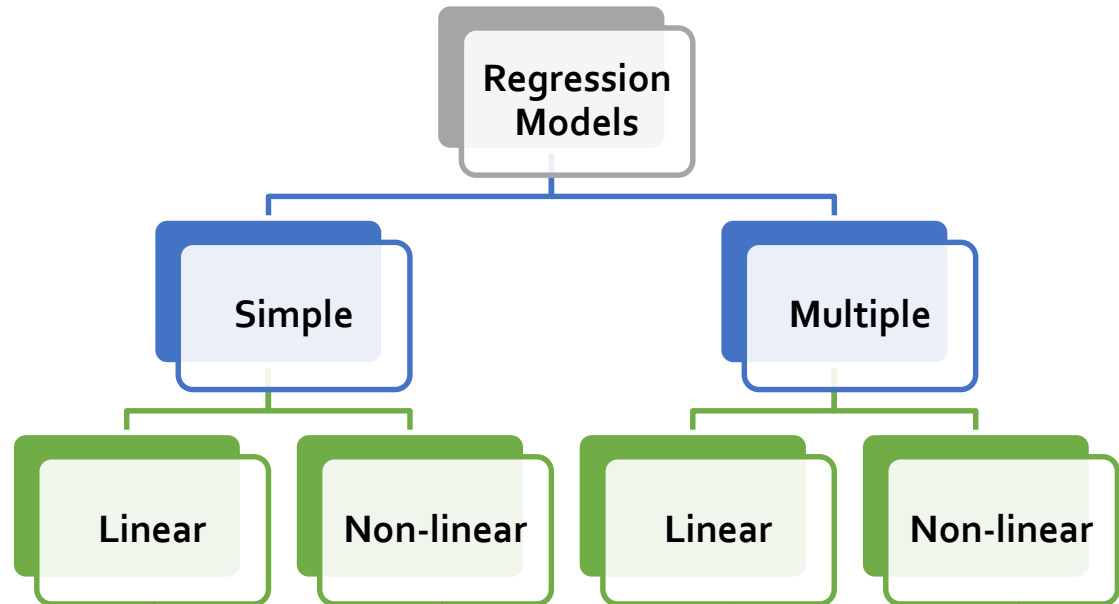 Regression
Models
Simple
Multiple
Linear
Non-linear
Linear
Non-linear